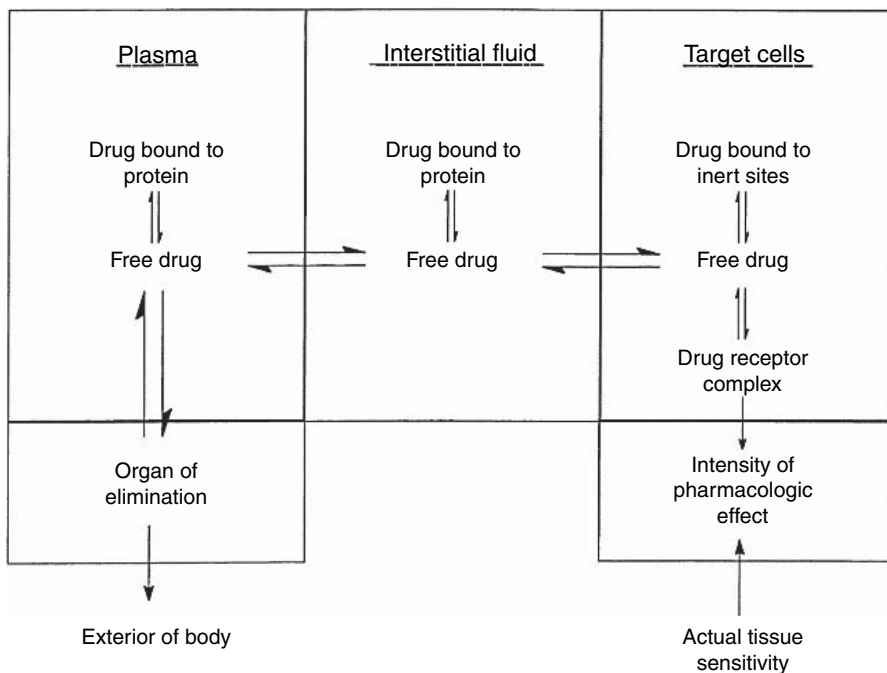 Plasma
Interstitial fluid
Target cells
Drug bound to
protein
Drug bound to
protein
Drug bound to
inert sites
Free drug
Free drug
Free drug
Drug receptor
complex
Organ of
elimination
Intensity of
pharmacologic
effect
Exterior of body
Actual tissue
sensitivity